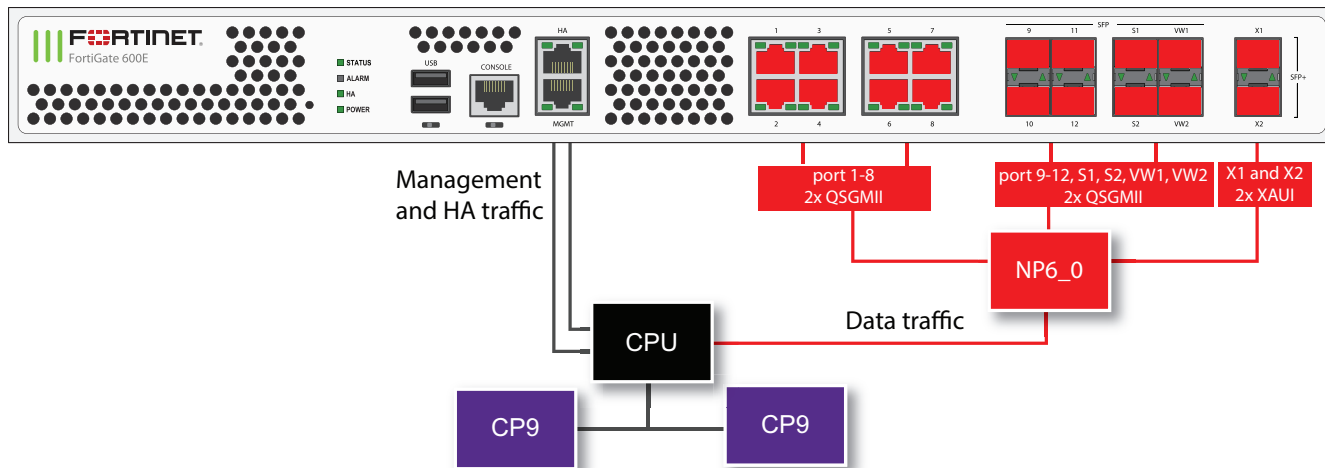 FORTINET.
FortiGate 600E
STATUS
ALARM
HA
POWER
USB
CONSOLE
HA
MGMT
1 3
2 4
5 7
6 8
SFP
9 11 S1 VW1
10 12 S2 VW2
X1
X2
SFP+
Management
and HA traffic
port 1-8
2x QSGMII
port 9-12, S1, S2, VW1, VW2
2x QSGMII
X1 and X2
2x XAUI
NP6_0
Data traffic
CPU
CP9
CP9